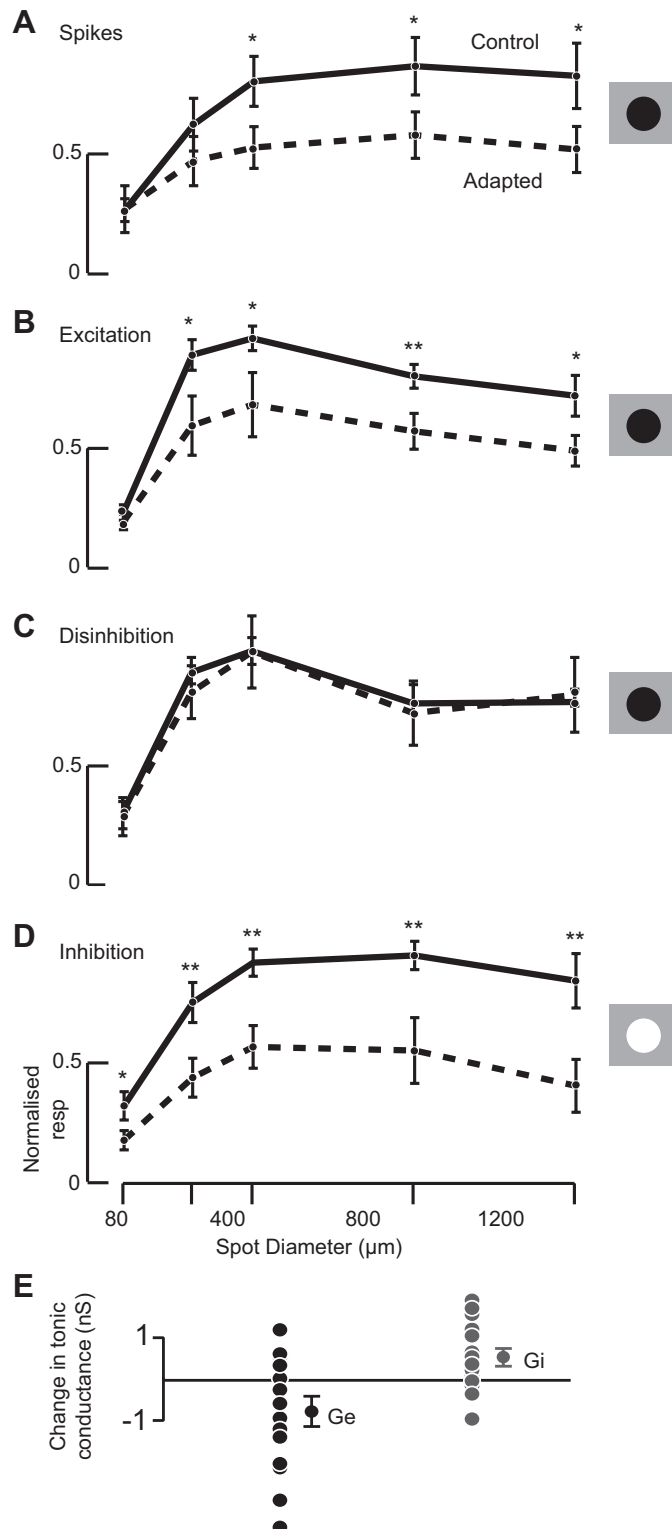 A Spikes
*
*
*
Control
0.5
Adapted
0
B Excitation
*
*
**
*
0.5
0
C Disinhibition
0.5
0
D Inhibition
*
**
**
**
**
0.5
Normalised
resp
0
80 400 800 1200
Spot Diameter (µm)
E
Change in tonic
conductance (nS)
1
-1
Ge
Gi